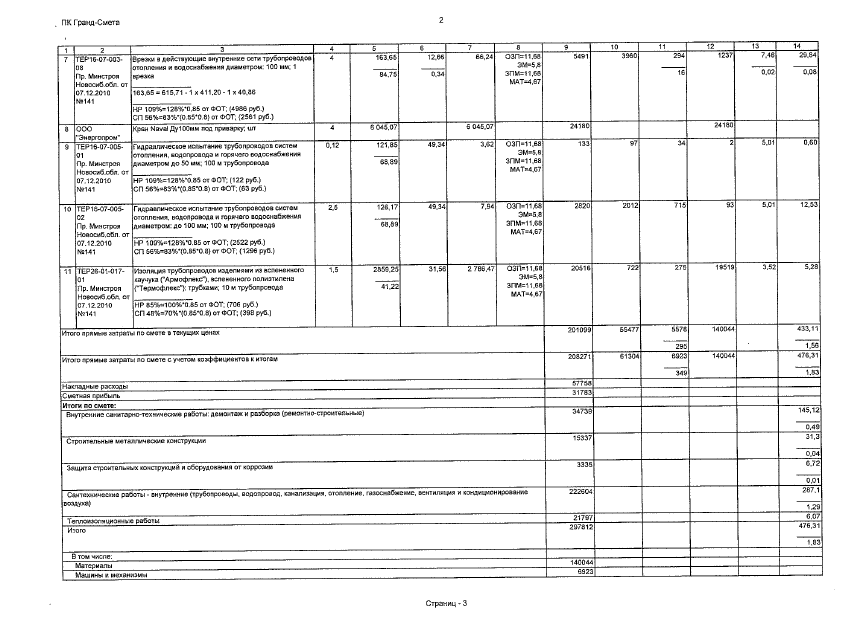 ПК Гранд-Смета
2
1 2 3 4 5 6 7 8 9 10 11 12 13 14
7 ТЕР16-07-003- Врезки в действующие внутренние сети трубопроводов 4 163,65 12,66 66,24 ОЗП=11,68 5491 3960 294 1237 7,46 29,84
08 отопления и водоснабжения диаметром: 100 мм; 1 ЭМ=5,8
Пр. Минстроя врезка 84,75 0,34 ЗПМ=11,68 16 0,02 0,08
Новосиб.обл. от МАТ=4,67
07.12.2010 163,65 = 615,71 - 1 x 411,20 - 1 x 40,86
№141
НР 109%=128%*0.85 от ФОТ; (4986 руб.)
СП 56%=83%*(0.85*0.8) от ФОТ; (2561 руб.)
8 ООО Кран Naval Ду100мм под приварку; шт 4 6 045,07 6 045,07 24180 24180
"Энергопром"
9 ТЕР16-07-005- Гидравлическое испытание трубопроводов систем 0,12 121,85 49,34 3,62 ОЗП=11,68 133 97 34 2 5,01 0,60
01 отопления, водопровода и горячего водоснабжения ЭМ=5,8
Пр. Минстроя диаметром до 50 мм; 100 м трубопровода 68,89 ЗПМ=11,68
Новосиб.обл. от МАТ=4,67
07.12.2010 НР 109%=128%*0.85 от ФОТ; (122 руб.)
№141 СП 56%=83%*(0.85*0.8) от ФОТ; (63 руб.)
10 ТЕР16-07-005- Гидравлическое испытание трубопроводов систем 2,5 126,17 49,34 7,94 ОЗП=11,68 2820 2012 715 93 5,01 12,53
02 отопления, водопровода и горячего водоснабжения ЭМ=5,8
Пр. Минстроя диаметром: до 100 мм; 100 м трубопровода 68,89 ЗПМ=11,68
Новосиб.обл. от МАТ=4,67
07.12.2010 НР 109%=128%*0.85 от ФОТ; (2522 руб.)
№141 СП 56%=83%*(0.85*0.8) от ФОТ; (1296 руб.)
11 ТЕР26-01-017- Изоляция трубопроводов изделиями из вспененного 1,5 2859,25 31,56 2 786,47 ОЗП=11,68 20516 722 275 19519 3,52 5,28
01 каучука ("Армофлекс"), вспененного полиэтилена ЭМ=5,8
Пр. Минстроя ("Термофлекс"): трубками; 10 м трубопровода 41,22 ЗПМ=11,68
Новосиб.обл. от МАТ=4,67
07.12.2010 НР 85%=100%*0.85 от ФОТ; (706 руб.)
№141 СП 48%=70%*(0.85*0.8) от ФОТ; (398 руб.)
Итого прямые затраты по смете в текущих ценах 201099 55477 5578 140044 433,11
295 1,56
Итого прямые затраты по смете с учетом коэффициентов к итогам 208271 61304 6923 140044 476,31
349 1,83
Накладные расходы 57758
Сметная прибыль 31783
Итоги по смете:
Внутренние санитарно-технические работы: демонтаж и разборка (ремонтно-строительные) 34739 145,12
0,49
Строительные металлические конструкции 15337 31,3
0,04
Защита строительных конструкций и оборудования от коррозии 3335 6,72
0,01
Сантехнические работы - внутренние (трубопроводы, водопровод, канализация, отопление, газоснабжение, вентиляция и кондиционирование 222604 287,1
воздуха) 1,29
Теплоизоляционные работы 21797 6,07
Итого 297812 476,31
1,83
В том числе:
Материалы 140044
Машины и механизмы 6923
Страниц - 3